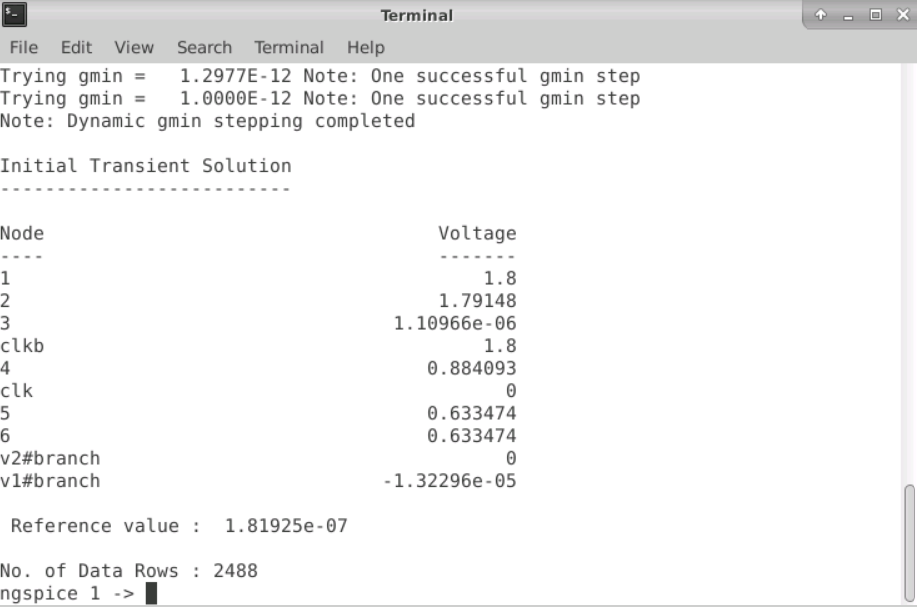 Terminal
File Edit View Search Terminal Help
Trying gmin =   1.2977E-12 Note: One successful gmin step
Trying gmin =   1.0000E-12 Note: One successful gmin step
Note: Dynamic gmin stepping completed
Initial Transient Solution
--------------------------
Node                                   Voltage
----                                   -------
1                                          1.8
2                                      1.79148
3                                  1.10966e-06
clkb                                       1.8
4                                     0.884093
clk                                          0
5                                     0.633474
6                                     0.633474
v2#branch                                    0
v1#branch                         -1.32296e-05
 Reference value :  1.81925e-07
No. of Data Rows : 2488
ngspice 1 ->